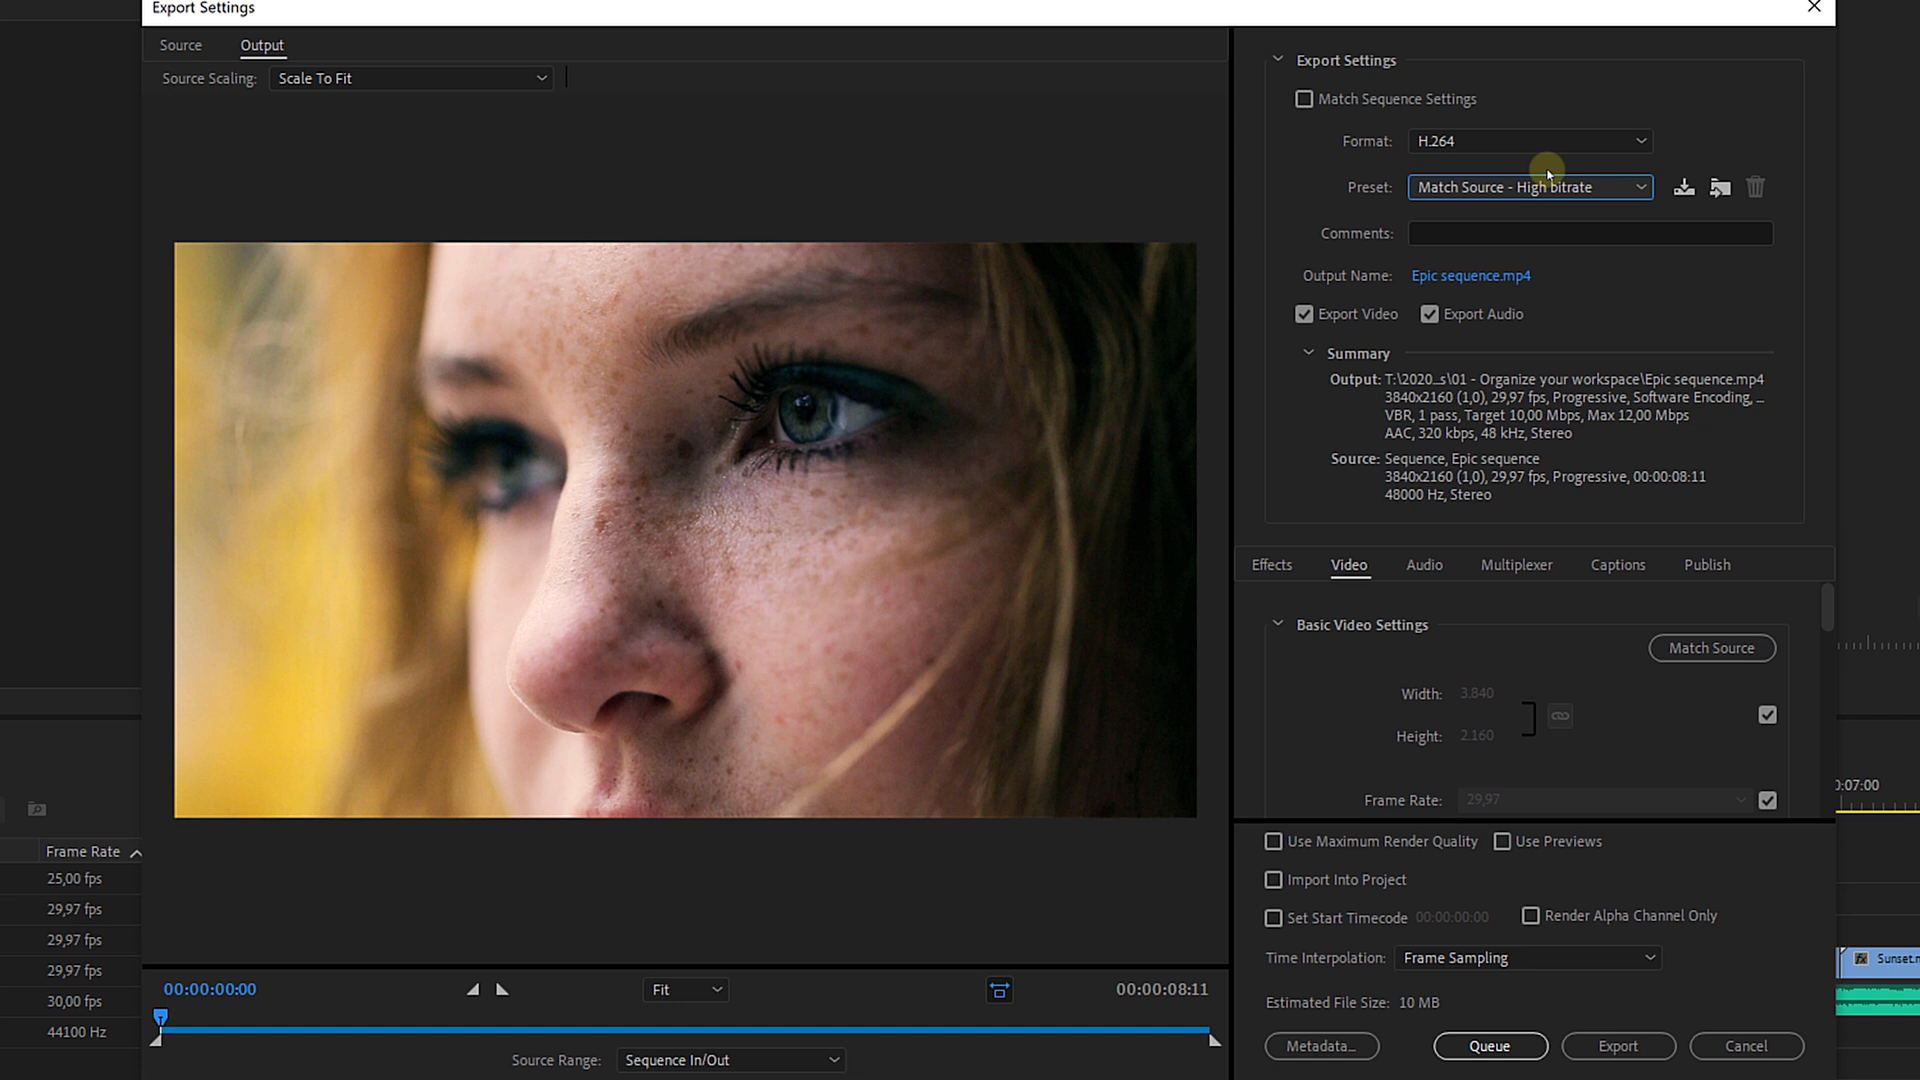 Export Settings
Source Output
Source Scaling: Scale To Fit
Export Settings
Match Sequence Settings
Format: H.264
Preset: Match Source - High bitrate
Comments:
Output Name: Epic sequence.mp4
Export Video Export Audio
Summary
Output: T:\2020_s\01 - Organize your workspace\Epic sequence.mp4
3840x2160 (1,0), 29,97 fps, Progressive, Software Encoding, ...
VBR, 1 pass, Target 10,00 Mbps, Max 12,00 Mbps
AAC, 320 kbps, 48 kHz, Stereo
Source: Sequence, Epic sequence
3840x2160 (1,0), 29,97 fps, Progressive, 00:00:08:11
48000 Hz, Stereo
Effects Video Audio Multiplexer Captions Publish
Basic Video Settings
Match Source
Width: 3.840
Height: 2.160
Frame Rate: 29,97
Use Maximum Render Quality Use Previews
Import Into Project
Set Start Timecode 00:00:00:00 Render Alpha Channel Only
Time Interpolation: Frame Sampling
Estimated File Size: 10 MB
Metadata... Queue Export Cancel
00:00:00:00 Fit 00:00:08:11
Source Range: Sequence In/Out
Frame Rate
25,00 fps
29,97 fps
29,97 fps
29,97 fps
30,00 fps
44100 Hz
0:07:00
fx Sunset.m